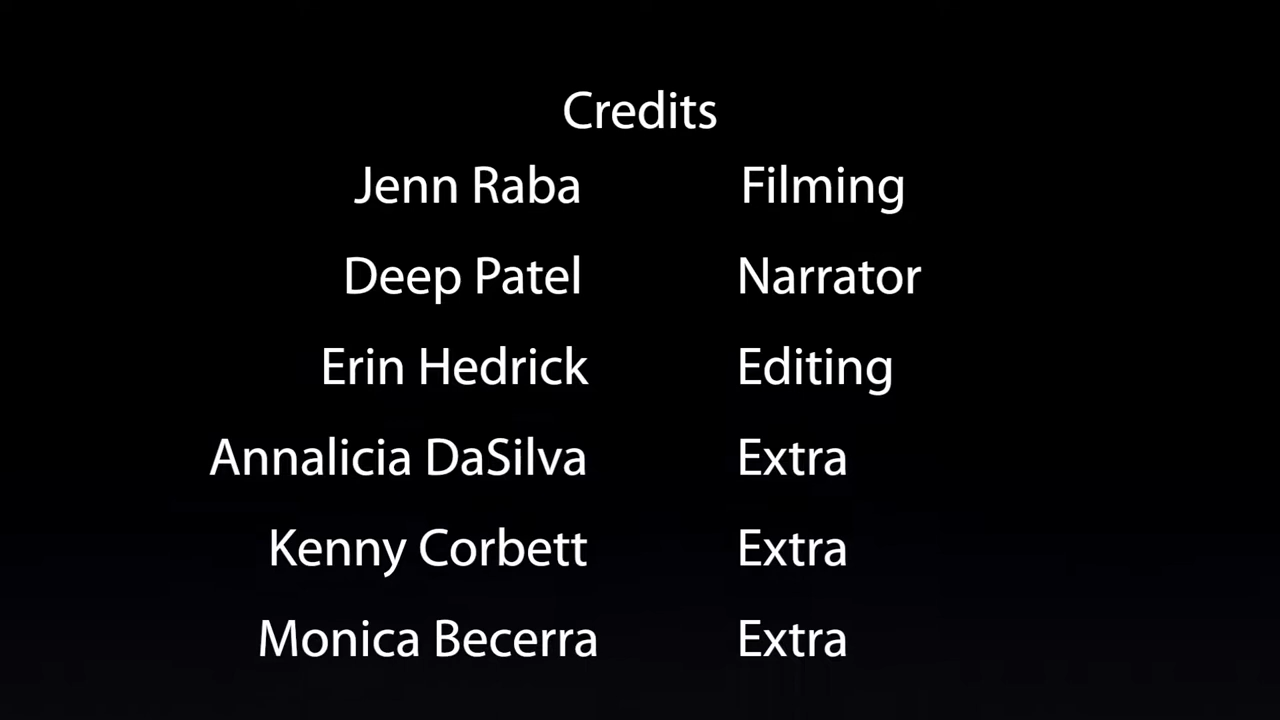 Credits
Jenn Raba Filming
Deep Patel Narrator
Erin Hedrick Editing
Annalicia DaSilva Extra
Kenny Corbett Extra
Monica Becerra Extra